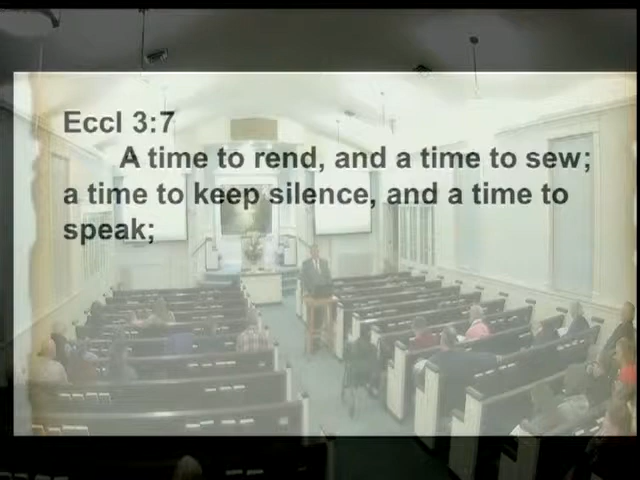 Eccl 3:7
A time to rend, and a time to sew;
a time to keep silence, and a time to
speak;